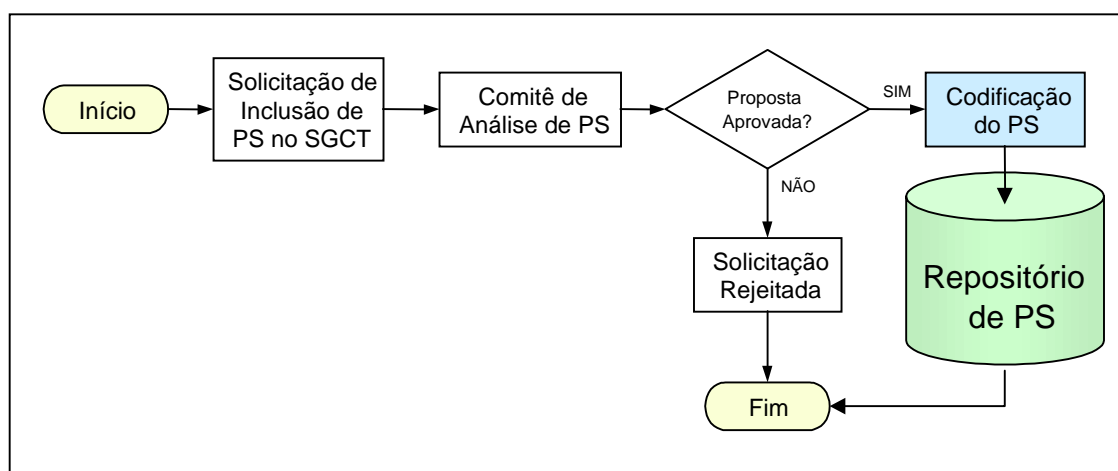 Início
Solicitação de
Inclusão de
PS no SGCT
Comitê de
Análise de PS
Proposta
Aprovada?
SIM
Codificação
do PS
NÃO
Solicitação
Rejeitada
Repositório
de PS
Fim